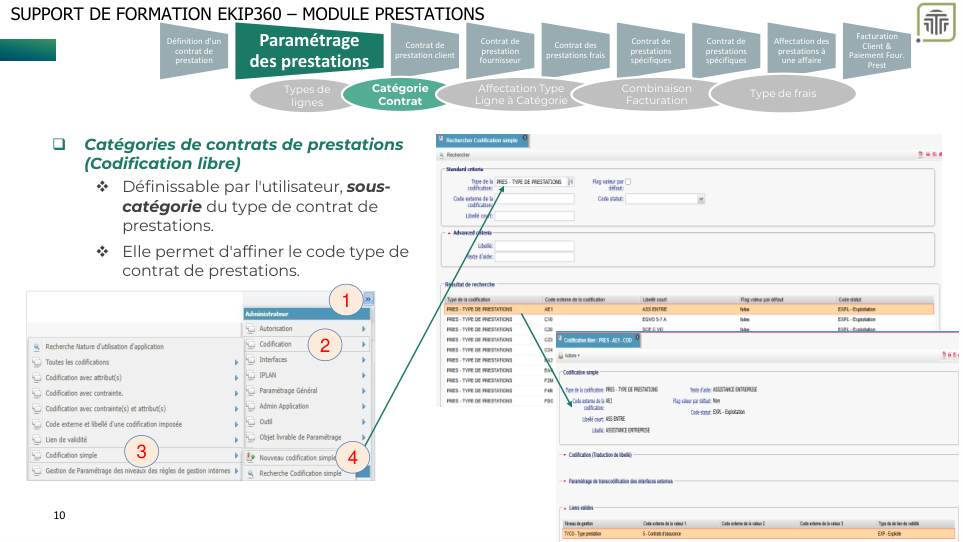 SUPPORT DE FORMATION EKIP360 – MODULE PRESTATIONS
Définition d'un
contrat de
prestation
Paramétrage
des prestations
Contrat de
prestation client
Contrat de
prestation
fournisseur
Contrat des
prestations frais
Contrat de
prestations
spécifiques
Contrat de
prestations
spécifiques
Affectation des
prestations à
une affaire
Facturation
Client &
Paiement Four.
Prest
Types de
lignes
Catégorie
Contrat
Affectation Type
Ligne à Catégorie
Combinaison
Facturation
Type de frais
Catégories de contrats de prestations
(Codification libre)
Définissable par l'utilisateur, sous-
catégorie du type de contrat de
prestations.
Elle permet d'affiner le code type de
contrat de prestations.
1
Administrateur
Autorisation
Codification
2
Interfaces
IPLAN
Paramétrage Général
Admin Application
Outil
Objet livrable de Paramétrage
Nouveau codification simple
Recherche Codification simple
4
Recherche Nature d'utilisation d'application
Toutes les codifications
Codification avec attribut(s)
Codification avec contrainte.
Codification avec contrainte(s) et attribut(s)
Code externe et libellé d'une codification imposée
Lien de validité
Codification simple
3
Gestion de Paramétrage des niveaux des règles de gestion internes
Rechercher Codification simple
Rechercher
Standard criteria
Type de la codification: PRES - TYPE DE PRESTATIONS
Flag valeur par défaut:
Code externe de la codification:
Code statut:
Libellé court:
Advanced criteria
Libellé:
Texte d'aide:
Résultat de recherche
Type de la codification Code externe de la codification Libellé court Flag valeur par défaut Code statut
PRES - TYPE DE PRESTATIONS AE1 ASS ENTRE false EXPL - Exploitation
PRES - TYPE DE PRESTATIONS C10 false EXPL - Exploitation
PRES - TYPE DE PRESTATIONS C20 false EXPL - Exploitation
PRES - TYPE DE PRESTATIONS
PRES - TYPE DE PRESTATIONS C24
PRES - TYPE DE PRESTATIONS
PRES - TYPE DE PRESTATIONS
PRES - TYPE DE PRESTATIONS
PRES - TYPE DE PRESTATIONS
PRES - TYPE DE PRESTATIONS
Codification libre : PRES - AE1 - COD
Actions
Codification simple
Type de la codification: PRES - TYPE DE PRESTATIONS
Texte d'aide: ASSISTANCE ENTREPRISE
Code externe de la codification: AE1
Flag valeur par défaut: Non
Code statut: EXPL - Exploitation
Libellé court: ASS ENTRE
Libellé: ASSISTANCE ENTREPRISE
Codification (Traduction de libellé)
Paramétrage de transcodification des interfaces externes
Liens valides
Niveau de gestion Code externe de la valeur 1 Code externe de la valeur 2 Code externe de la valeur 3 Type de de lien de validité
TYCO - Type prestation 5 - Contrats d'assurance EXP - Exploite
10